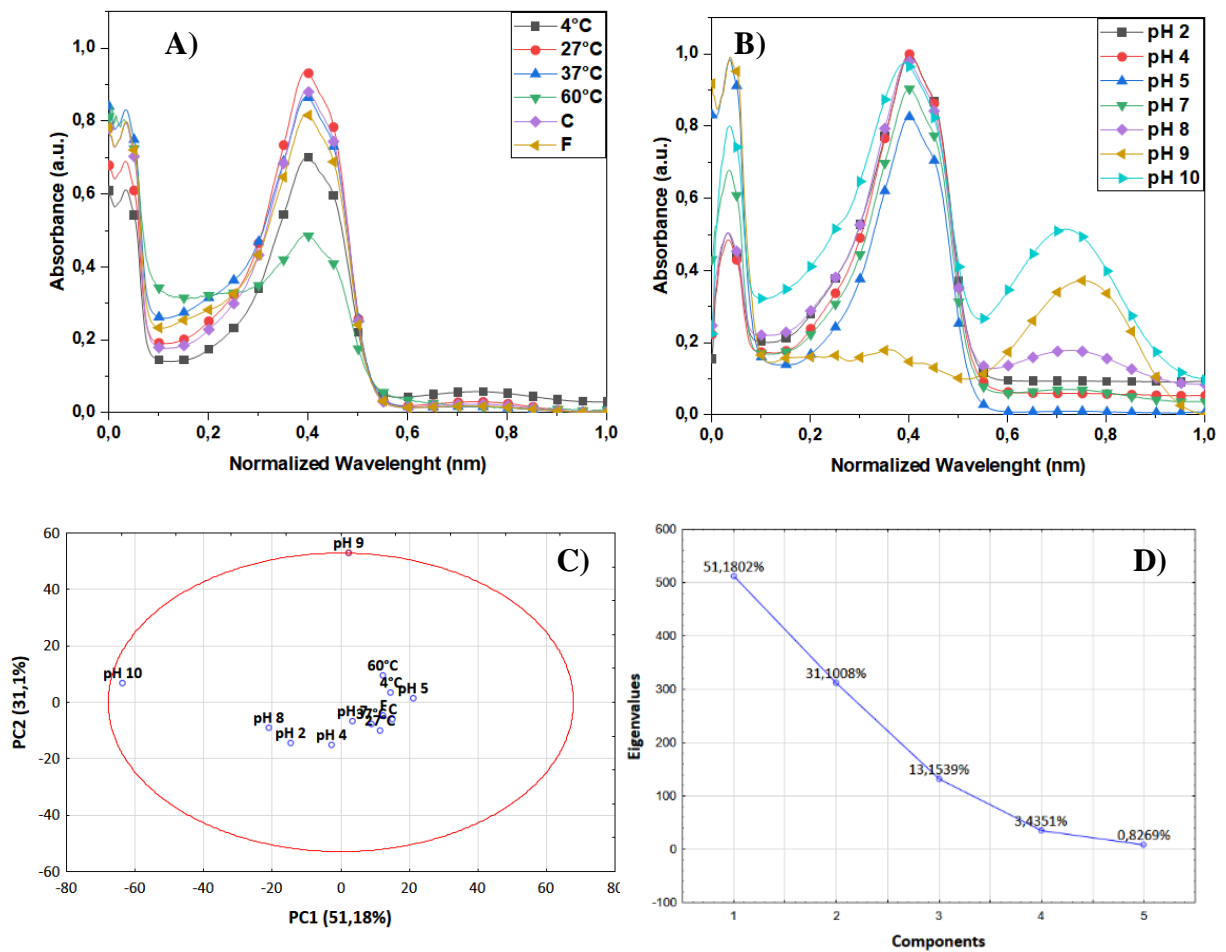 A)
4°C
27°C
37°C
60°C
C
F
1,0
0,8
0,6
0,4
0,2
0,0
Absorbance (a.u.)
0,0 0,2 0,4 0,6 0,8 1,0
Normalized Wavelenght (nm)
B)
pH 2
pH 4
pH 5
pH 7
pH 8
pH 9
pH 10
1,0
0,8
0,6
0,4
0,2
0,0
Absorbance (a.u.)
0,0 0,2 0,4 0,6 0,8 1,0
Normalized Wavelenght (nm)
C)
60
40
20
0
-20
-40
-60
PC2 (31,1%)
pH 9
pH 10
60°C
4°C
pH 5
pH 8
pH 2
pH 4
pH 7
37°C
F
C
27°C
-80 -60 -40 -20 0 20 40 60 80
PC1 (51,18%)
D)
600
500
400
300
200
100
0
-100
Eigenvalues
51,1802%
31,1008%
13,1539%
3,4351%
0,8269%
1 2 3 4 5
Components